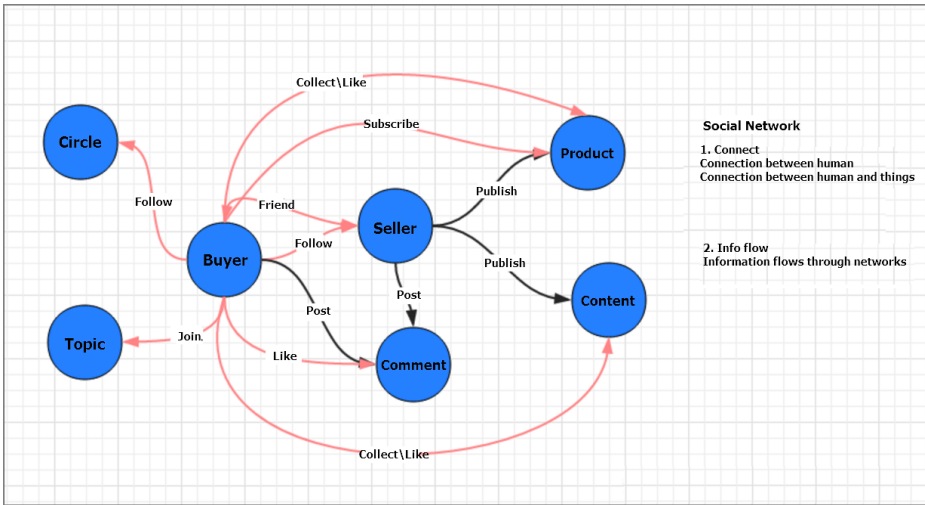 Collect\Like
Subscribe
Circle
Product
Social Network
1. Connect
Connection between human
Connection between human and things
Publish
Follow
Friend
Seller
Follow
Buyer
2. Info flow
Information flows through networks
Publish
Post
Content
Post
Topic
Join
Like
Comment
Collect\Like